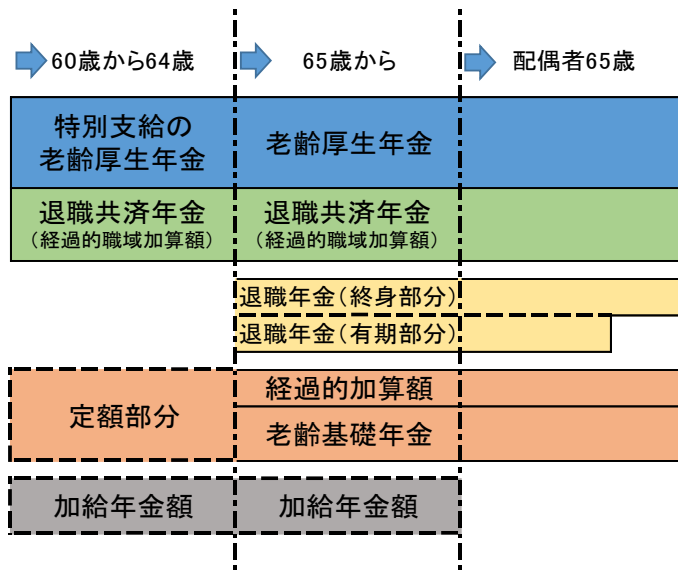 60歳から64歳
65歳から
配偶者65歳
特別支給の
老齢厚生年金
老齢厚生年金
退職共済年金
(経過的職域加算額)
退職共済年金
(経過的職域加算額)
退職年金(終身部分)
退職年金(有期部分)
定額部分
経過的加算額
老齢基礎年金
加給年金額
加給年金額